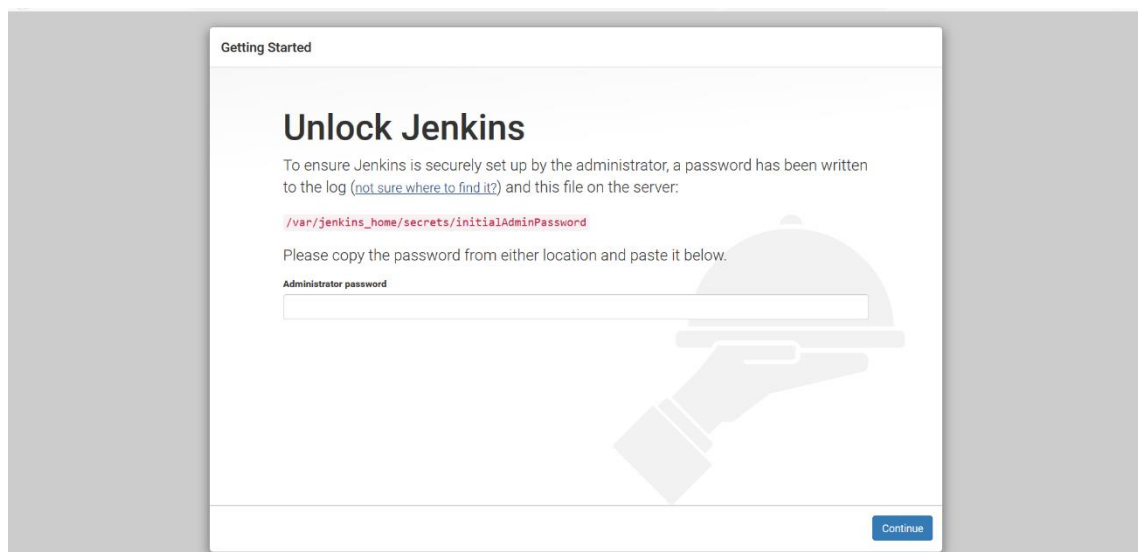 Getting Started
Unlock Jenkins
To ensure Jenkins is securely set up by the administrator, a password has been written
to the log (not sure where to find it?) and this file on the server:
/var/jenkins_home/secrets/initialAdminPassword
Please copy the password from either location and paste it below.
Administrator password
Continue